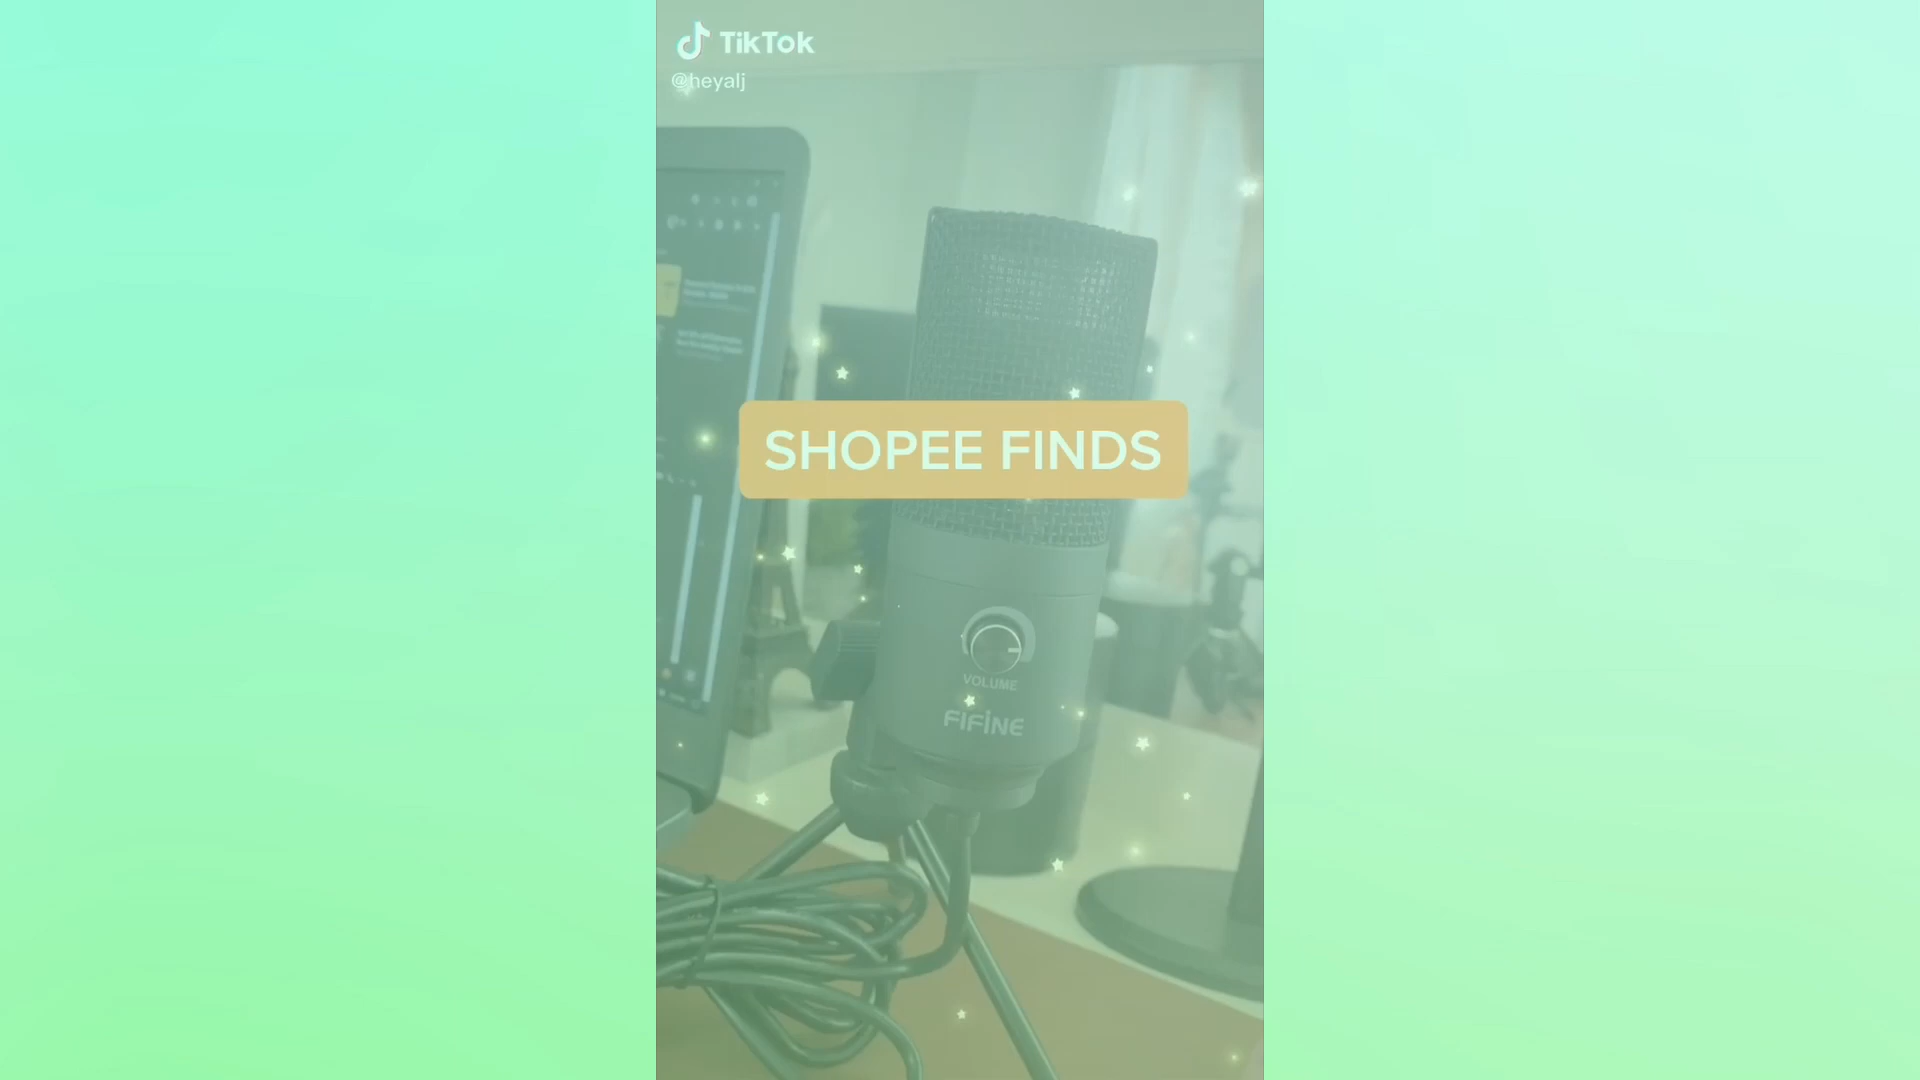 TikTok
@heyalj
SHOPEE FINDS
VOLUME
FIFINE